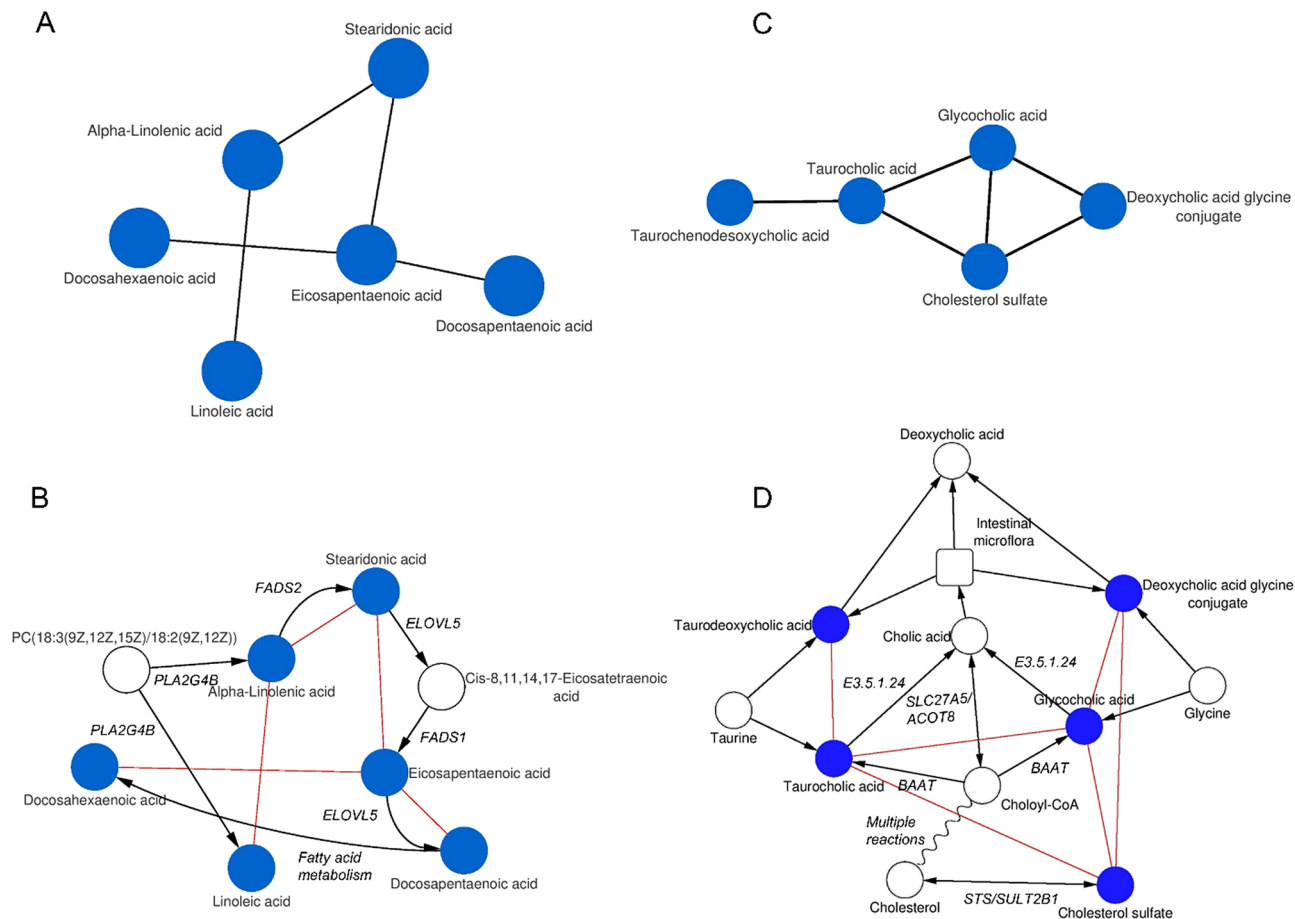 A
Stearidonic acid
Alpha-Linolenic acid
Docosahexaenoic acid
Eicosapentaenoic acid
Docosapentaenoic acid
Linoleic acid
C
Glycocholic acid
Taurocholic acid
Deoxycholic acid glycine
conjugate
Taurochenodesoxycholic acid
Cholesterol sulfate
B
Stearidonic acid
FADS2
ELOVL5
PC(18:3(9Z,12Z,15Z)/18:2(9Z,12Z))
PLA2G4B
Alpha-Linolenic acid
Cis-8,11,14,17-Eicosatetraenoic
acid
PLA2G4B
FADS1
Eicosapentaenoic acid
Docosahexaenoic acid
ELOVL5
Fatty acid
metabolism
Docosapentaenoic acid
Linoleic acid
D
Deoxycholic acid
Intestinal
microflora
Deoxycholic acid glycine
conjugate
Taurodeoxycholic acid
Cholic acid
E3.5.1.24
E3.5.1.24
SLC27A5/
ACOT8
Glycocholic acid
Glycine
Taurine
Taurocholic acid
BAAT
BAAT
Choloyl-CoA
Multiple
reactions
Cholesterol
STS/SULT2B1
Cholesterol sulfate